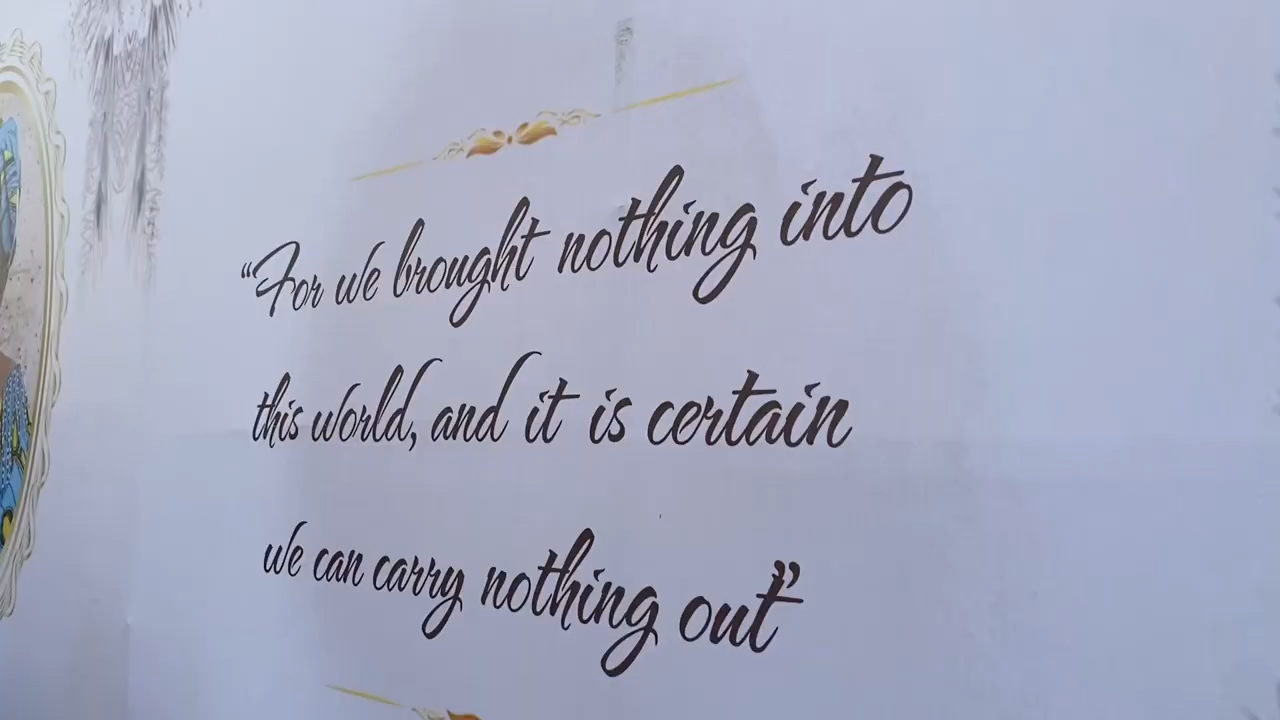 “For we brought nothing into
this world, and it is certain
we can carry nothing out”